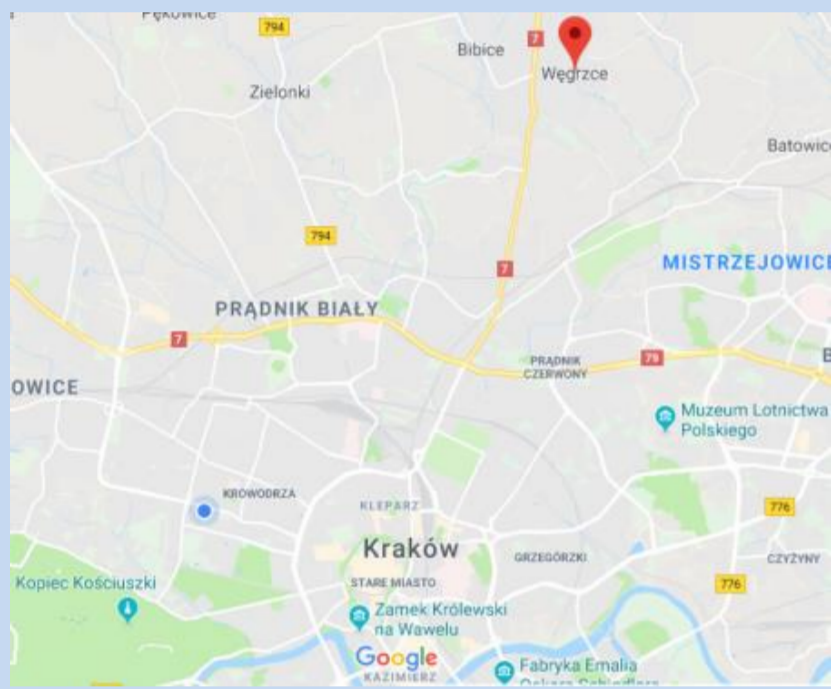 Pękowice
794
7
Bibice
Węgrzce
Zielonki
Batowice
794
MISTRZEJOWICE
7
PRĄDNIK BIAŁY
7
PRĄDNIK
CZERWONY
79
B
OWICE
Muzeum Lotnictwa
Polskiego
KROWODRZA
KLEPARZ
776
Kraków
GRZEGÓRZKI
CZYŻYNY
STARE MIASTO
776
Kopiec Kościuszki
Zamek Królewski
na Wawelu
Google
KAZIMIERZ
Fabryka Emalia
Oskara Schindlera